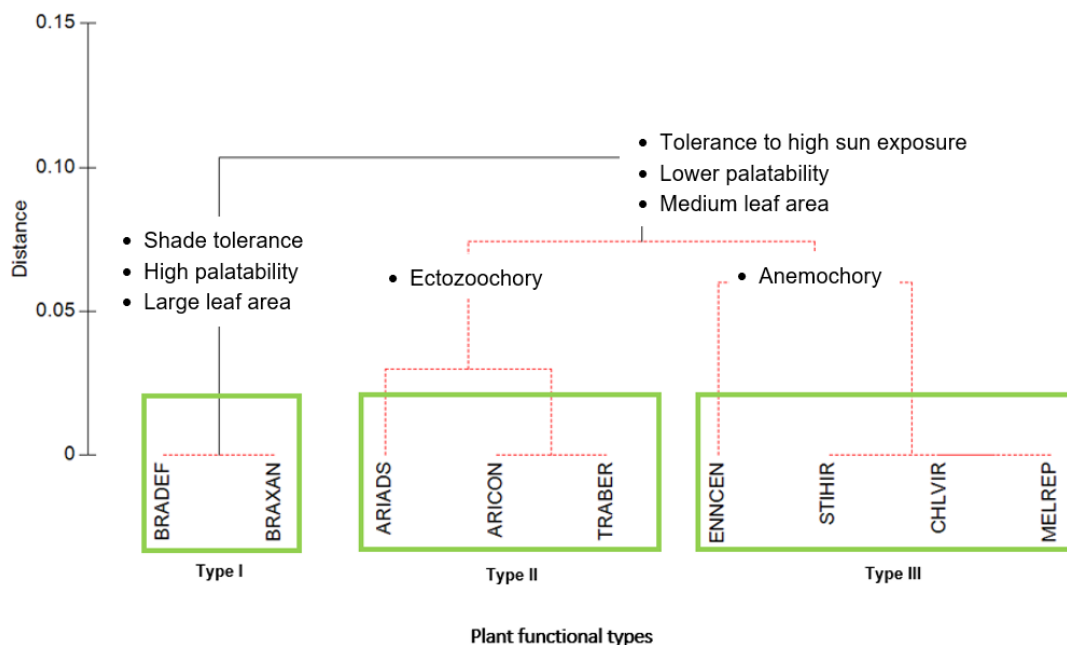 0.15
0.10
0.05
0
Distance
• Tolerance to high sun exposure
• Lower palatability
• Medium leaf area
• Shade tolerance
• High palatability
• Large leaf area
• Ectozoochory
• Anemochory
BRADEF
BRAXAN
ARIADS
ARICON
TRABER
ENNCEN
STIHIR
CHLVIR
MELREP
Type I
Type II
Type III
Plant functional types